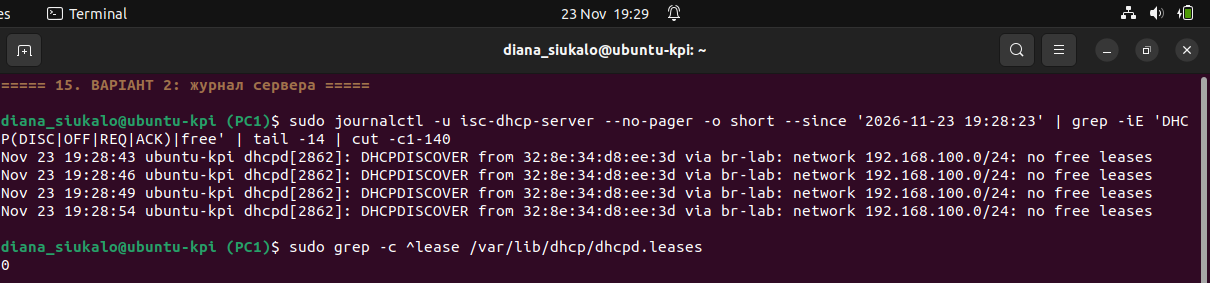 es Terminal 23 Nov 19:29
diana_siukalo@ubuntu-kpi: ~
===== 15. ВАРІАНТ 2: журнал сервера =====
diana_siukalo@ubuntu-kpi (PC1)$ sudo journalctl -u isc-dhcp-server --no-pager -o short --since '2026-11-23 19:28:23' | grep -iE 'DHC
P(DISC|OFF|REQ|ACK)|free' | tail -14 | cut -c1-140
Nov 23 19:28:43 ubuntu-kpi dhcpd[2862]: DHCPDISCOVER from 32:8e:34:d8:ee:3d via br-lab: network 192.168.100.0/24: no free leases
Nov 23 19:28:46 ubuntu-kpi dhcpd[2862]: DHCPDISCOVER from 32:8e:34:d8:ee:3d via br-lab: network 192.168.100.0/24: no free leases
Nov 23 19:28:49 ubuntu-kpi dhcpd[2862]: DHCPDISCOVER from 32:8e:34:d8:ee:3d via br-lab: network 192.168.100.0/24: no free leases
Nov 23 19:28:54 ubuntu-kpi dhcpd[2862]: DHCPDISCOVER from 32:8e:34:d8:ee:3d via br-lab: network 192.168.100.0/24: no free leases
diana_siukalo@ubuntu-kpi (PC1)$ sudo grep -c ^lease /var/lib/dhcp/dhcpd.leases
0